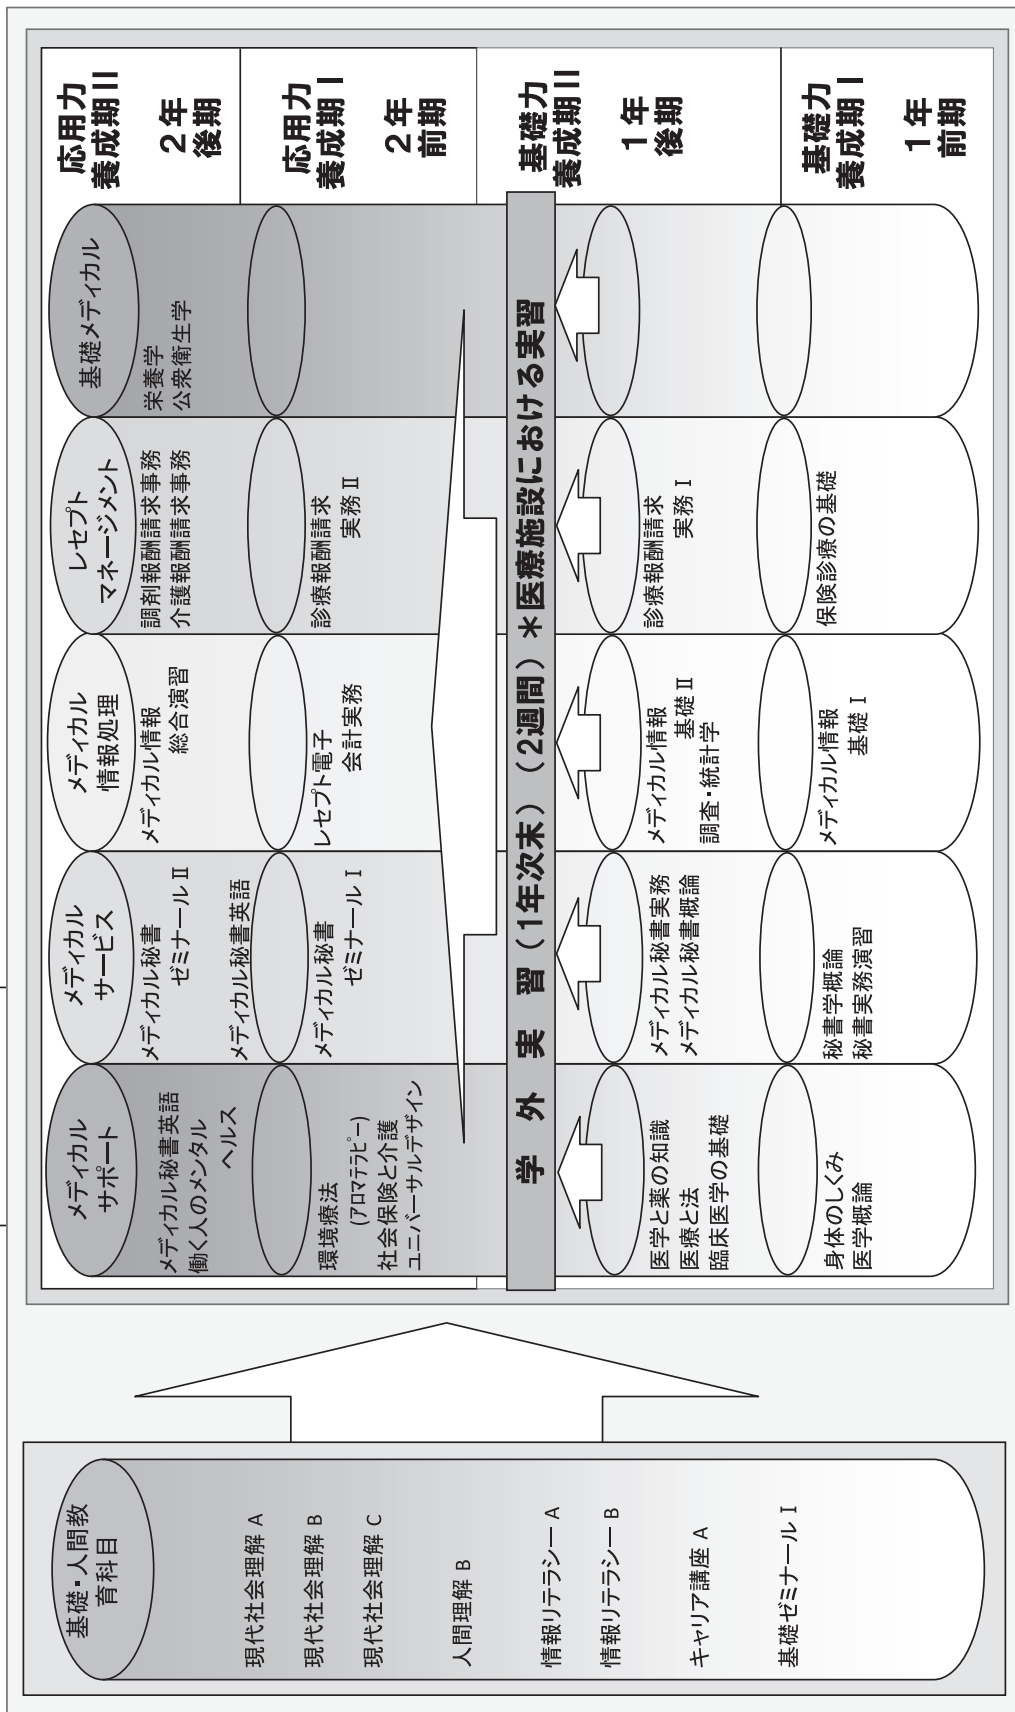 基礎・人間教
育科目
現代社会理解 A
現代社会理解 B
現代社会理解 C
人間理解 B
情報リテラシー A
情報リテラシー B
キャリア講座 A
基礎ゼミナール I
メディカル
サポート
メディカル秘書英語
働く人のメンタル
ヘルス
環境療法
(アロマテラピー)
社会保険と介護
ユニバーサルデザイン
医学と薬の知識
医療と法
臨床医学の基礎
身体のしくみ
医学概論
メディカル
サービス
メディカル秘書
ゼミナール II
メディカル秘書英語
メディカル秘書
ゼミナール I
メディカル秘書実務
メディカル秘書概論
秘書学概論
秘書実務演習
メディカル
情報処理
メディカル情報
総合演習
レセプト電子
会計実務
メディカル情報
基礎 II
調査・統計学
メディカル情報
基礎 I
レセプト
マネージメント
調剤報酬請求事務
介護報酬請求事務
診療報酬請求
実務 II
診療報酬請求
実務 I
保険診療の基礎
基礎メディカル
栄養学
公衆衛生学
学 外 実 習 (1年次末) (2週間) *医療施設における実習
応用力
養成期 II
2年
後期
応用力
養成期 I
2年
前期
基礎力
養成期 II
1年
後期
基礎力
養成期 I
1年
前期